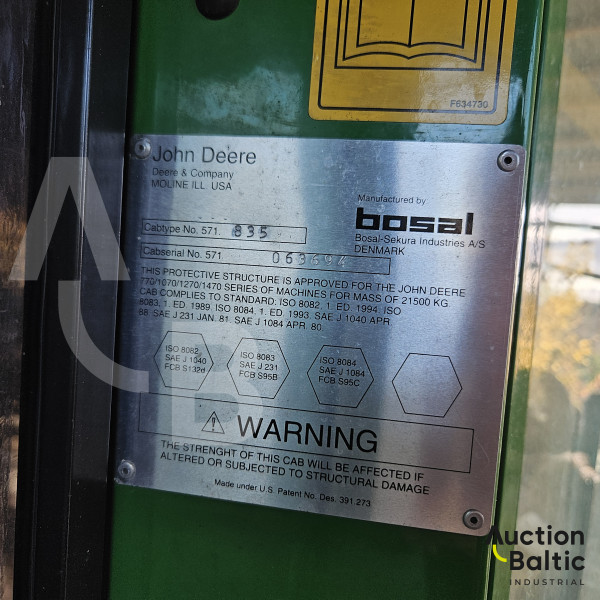 F634730
John Deere
Deere & Company
MOLINE ILL. USA
Manufactured by
bosal
Bosal-Sekura Industries A/S
DENMARK
Cabtype No. 571. 835
Cabserial No. 571. 063494
THIS PROTECTIVE STRUCTURE IS APPROVED FOR THE JOHN DEERE
770/1070/1270/1470 SERIES OF MACHINES FOR MASS OF 21500 KG
CAB COMPLIES TO STANDARD: ISO 8082, 1. ED. 1994. ISO
8083, 1. ED. 1989. ISO 8084, 1. ED. 1993. SAE J 1040 APR.
88. SAE J 231 JAN. 81. SAE J 1084 APR. 80.
ISO 8082
SAE J 1040
FCB S132d
ISO 8083
SAE J 231
FCB S95B
ISO 8084
SAE J 1084
FCB S95C
WARNING
THE STRENGHT OF THIS CAB WILL BE AFFECTED IF
ALTERED OR SUBJECTED TO STRUCTURAL DAMAGE
Made under U.S. Patent No. Des. 391.273
Auction
Baltic
INDUSTRIAL